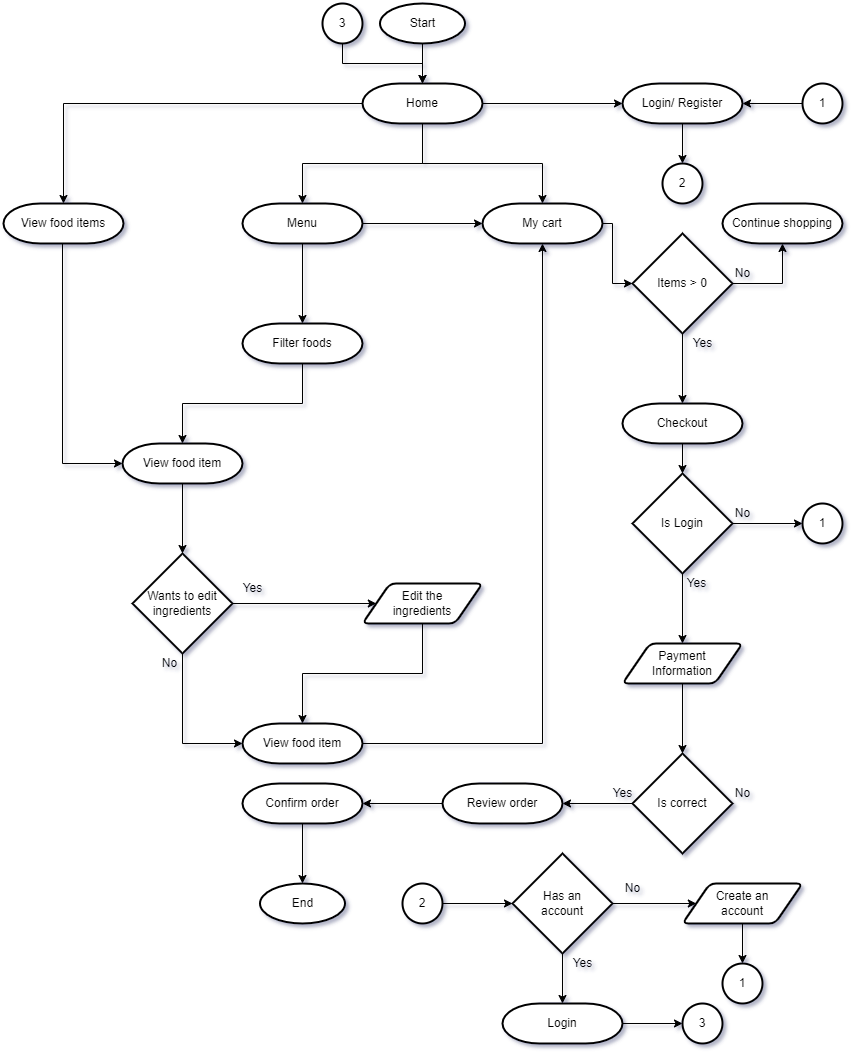 3
Start
Home
Login/ Register
1
2
View food items
Menu
My cart
Continue shopping
Items > 0
No
Yes
Filter foods
Checkout
View food item
Is Login
No
1
Yes
Wants to edit
ingredients
Yes
Edit the
ingredients
No
Payment
Information
View food item
Confirm order
Review order
Yes
Is correct
No
End
2
Has an
account
No
Create an
account
Yes
1
Login
3